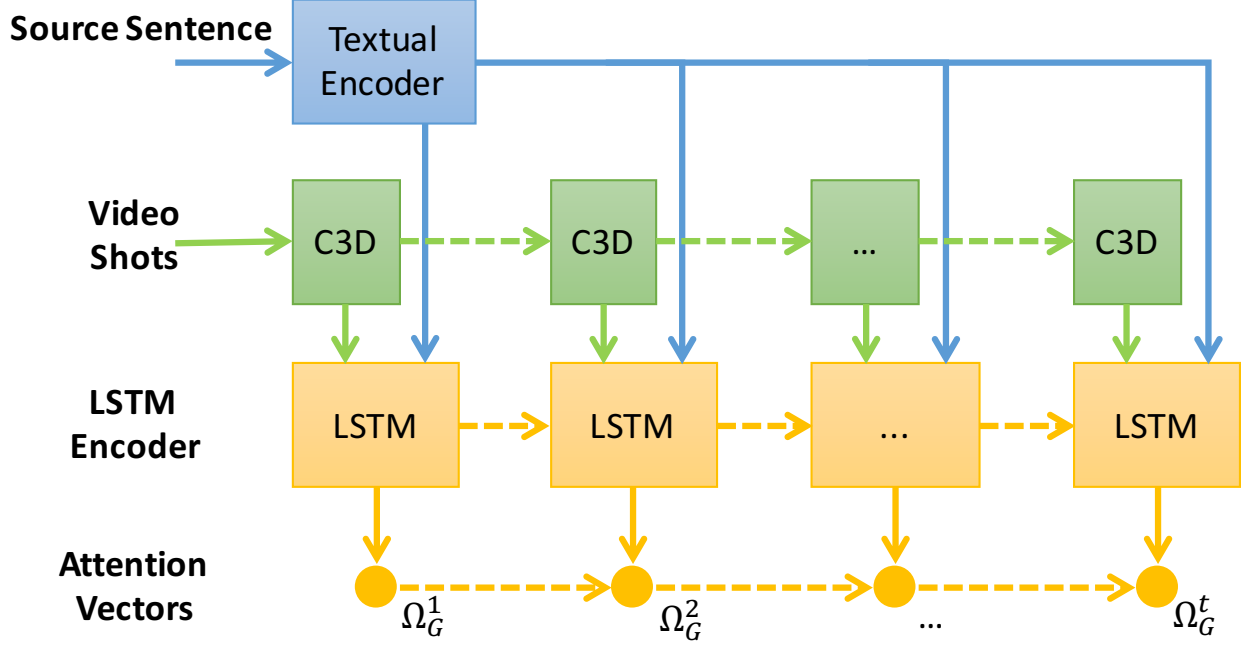 Source Sentence
Textual
Encoder
Video
Shots
C3D
C3D
...
C3D
LSTM
Encoder
LSTM
LSTM
...
LSTM
Attention
Vectors
Ω_G^1
Ω_G^2
...
Ω_G^t